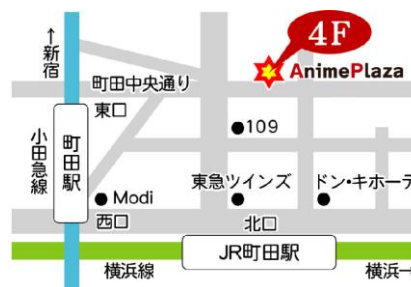 4F
↑新宿
AnimePlaza
町田中央通り
東口
●109
小田急線
町田駅
東急ツインズ
ドン・キホーテ
●Modi
西口
北口
JR町田駅
横浜線
横浜→